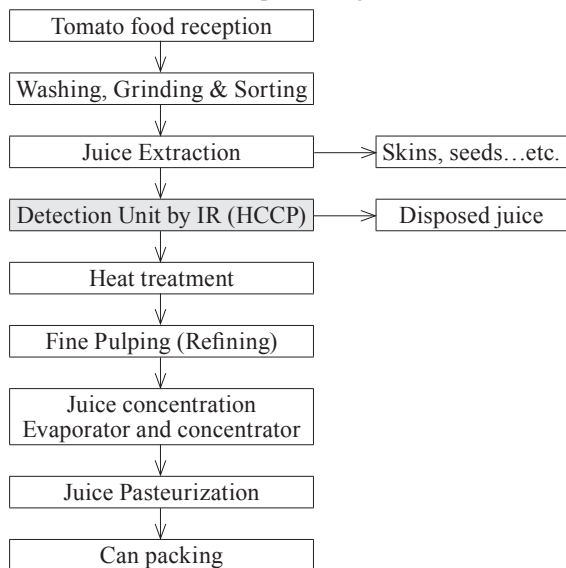 Tomato food reception
Washing, Grinding & Sorting
Juice Extraction
Skins, seeds…etc.
Detection Unit by IR (HCCP)
Disposed juice
Heat treatment
Fine Pulping (Refining)
Juice concentration
Evaporator and concentrator
Juice Pasteurization
Can packing